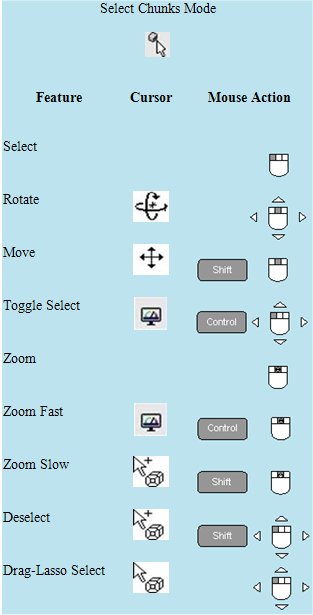 Select Chunks Mode
Feature Cursor Mouse Action
Select
Rotate
Move Shift
Toggle Select Control
Zoom
Zoom Fast Control
Zoom Slow Shift
Deselect Shift
Drag-Lasso Select